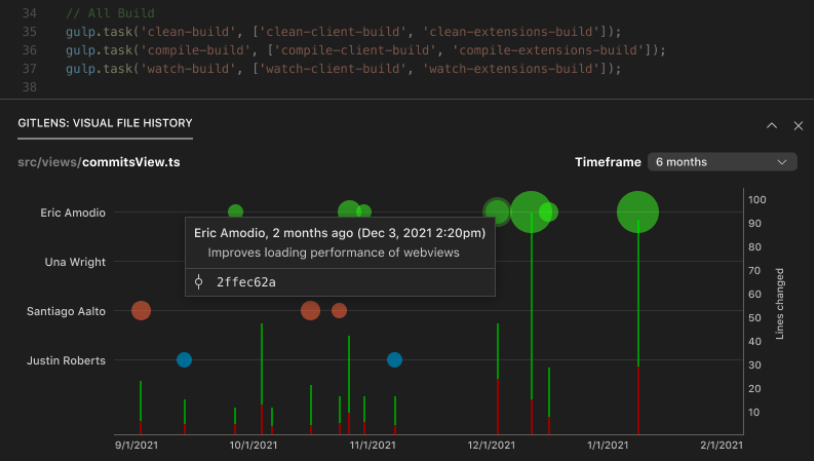 34 // All Build
35 gulp.task('clean-build', ['clean-client-build', 'clean-extensions-build']);
36 gulp.task('compile-build', ['compile-client-build', 'compile-extensions-build']);
37 gulp.task('watch-build', ['watch-client-build', 'watch-extensions-build']);
38
GITLENS: VISUAL FILE HISTORY
src/views/commitsView.ts
Timeframe 6 months
Eric Amodio
Una Wright
Santiago Aalto
Justin Roberts
Eric Amodio, 2 months ago (Dec 3, 2021 2:20pm)
Improves loading performance of webviews
2ffec62a
100
90
80
70
60
50
40
30
20
10
Lines changed
9/1/2021 10/1/2021 11/1/2021 12/1/2021 1/1/2021 2/1/2021